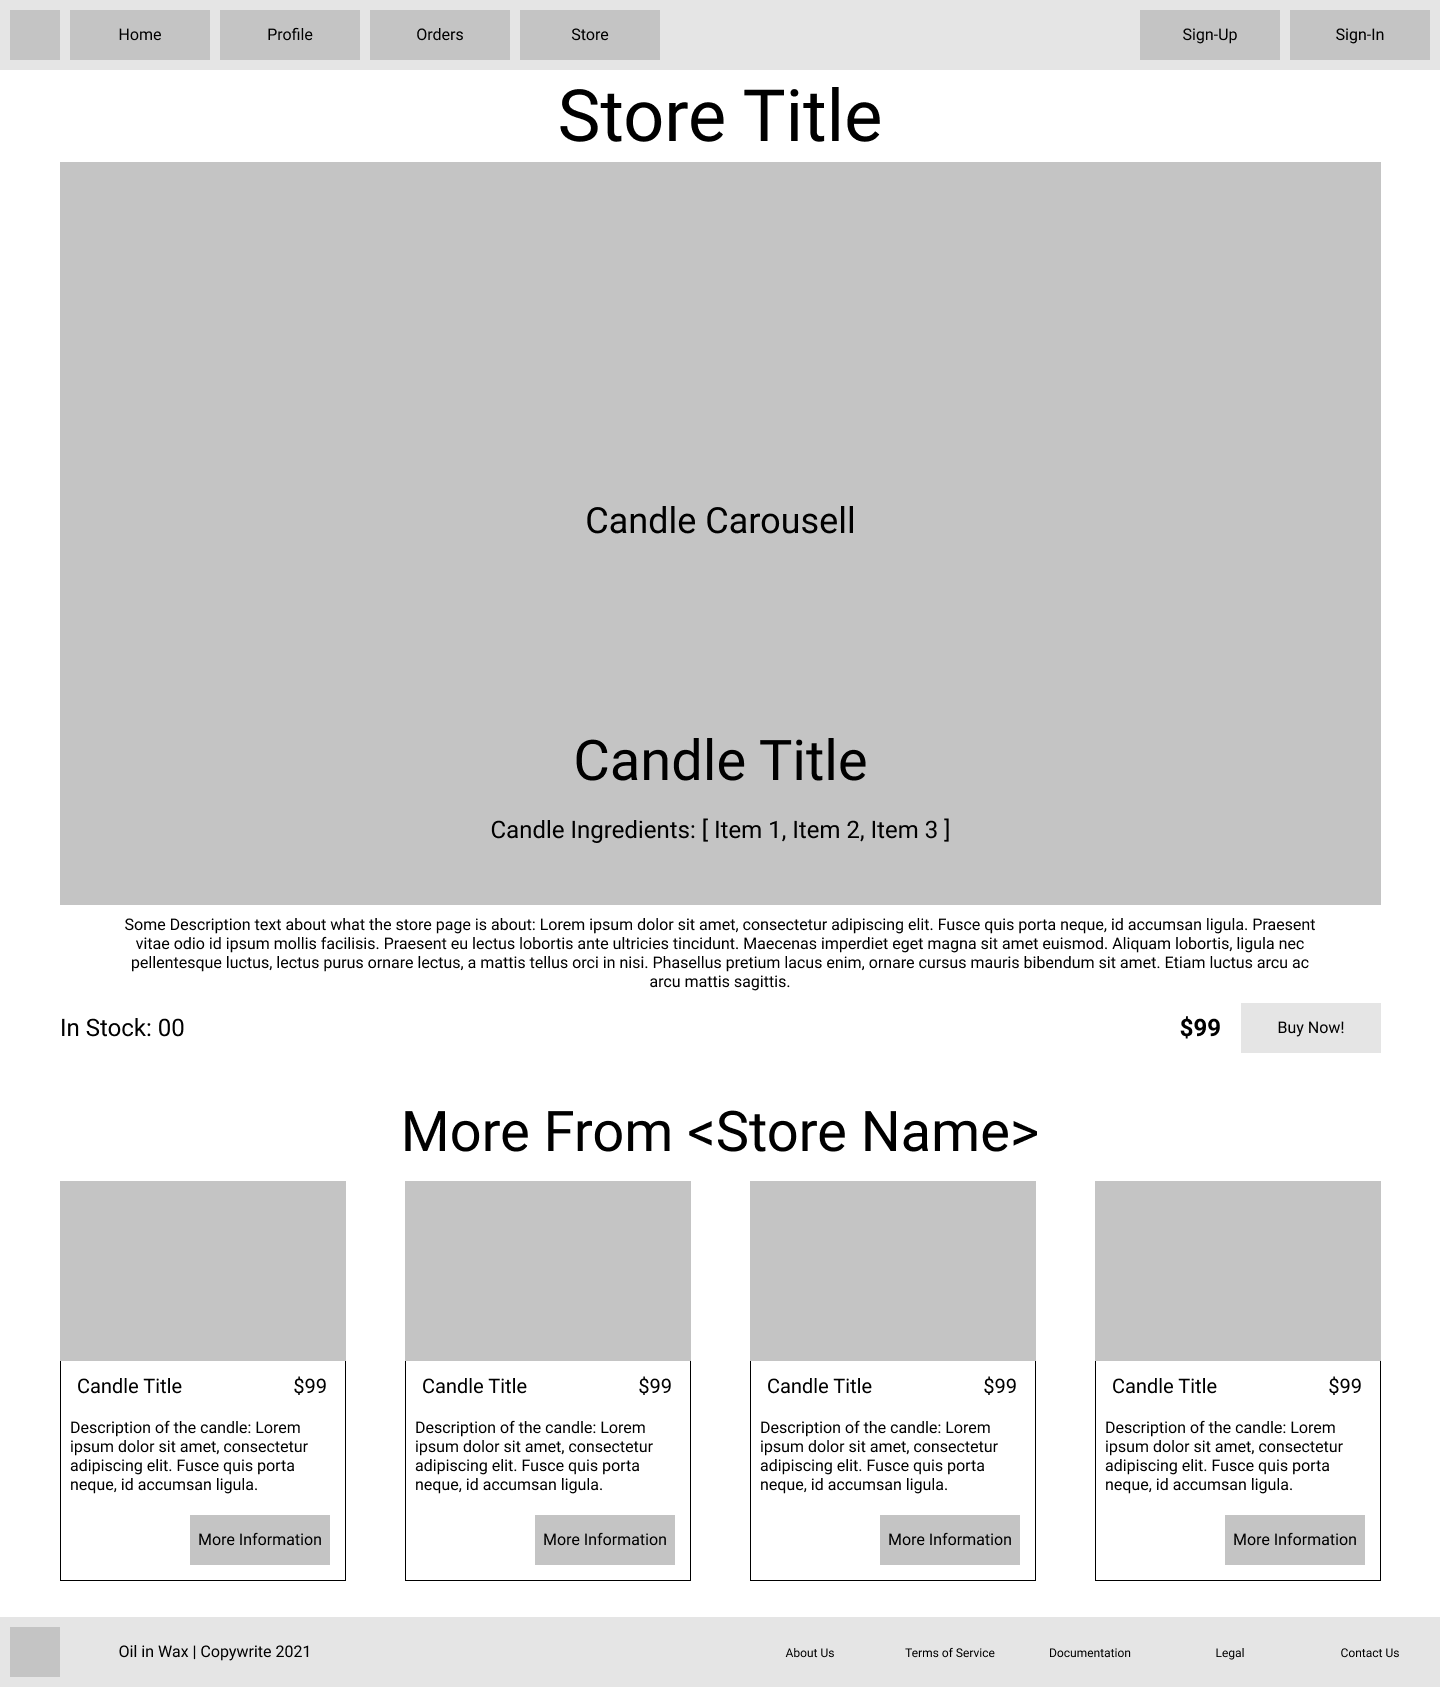 Home Profile Orders Store Sign-Up Sign-In
Store Title
Candle Carousell
Candle Title
Candle Ingredients: [ Item 1, Item 2, Item 3 ]
Some Description text about what the store page is about: Lorem ipsum dolor sit amet, consectetur adipiscing elit. Fusce quis porta neque, id accumsan ligula. Praesent
vitae odio id ipsum mollis facilisis. Praesent eu lectus lobortis ante ultricies tincidunt. Maecenas imperdiet eget magna sit amet euismod. Aliquam lobortis, ligula nec
pellentesque luctus, lectus purus ornare lectus, a mattis tellus orci in nisi. Phasellus pretium lacus enim, ornare cursus mauris bibendum sit amet. Etiam luctus arcu ac
arcu mattis sagittis.
In Stock: 00 $99 Buy Now!
More From <Store Name>
Candle Title $99
Description of the candle: Lorem
ipsum dolor sit amet, consectetur
adipiscing elit. Fusce quis porta
neque, id accumsan ligula.
More Information
Candle Title $99
Description of the candle: Lorem
ipsum dolor sit amet, consectetur
adipiscing elit. Fusce quis porta
neque, id accumsan ligula.
More Information
Candle Title $99
Description of the candle: Lorem
ipsum dolor sit amet, consectetur
adipiscing elit. Fusce quis porta
neque, id accumsan ligula.
More Information
Candle Title $99
Description of the candle: Lorem
ipsum dolor sit amet, consectetur
adipiscing elit. Fusce quis porta
neque, id accumsan ligula.
More Information
Oil in Wax | Copywrite 2021 About Us Terms of Service Documentation Legal Contact Us